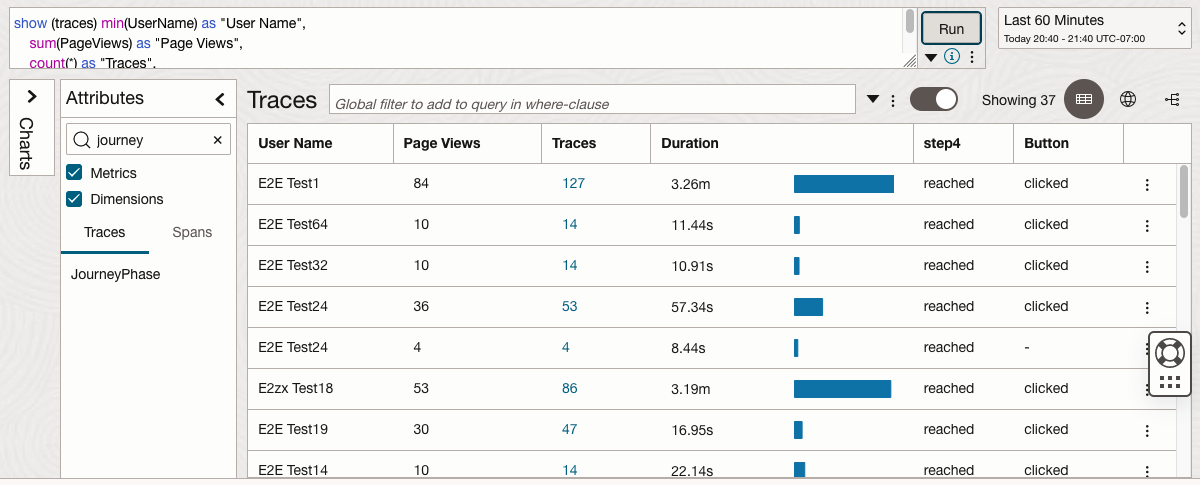 show (traces) min(UserName) as "User Name",
sum(PageViews) as "Page Views",
count(*) as "Traces",
Run
Last 60 Minutes
Today 20:40 - 21:40 UTC-07:00
Charts
Attributes
journey
Metrics
Dimensions
Traces Spans
JourneyPhase
Traces
Global filter to add to query in where-clause
Showing 37
User Name Page Views Traces Duration step4 Button
E2E Test1 84 127 3.26m reached clicked
E2E Test64 10 14 11.44s reached clicked
E2E Test32 10 14 10.91s reached clicked
E2E Test24 36 53 57.34s reached clicked
E2E Test24 4 4 8.44s reached -
E2zx Test18 53 86 3.19m reached clicked
E2E Test19 30 47 16.95s reached clicked
E2E Test14 10 14 22.14s reached clicked